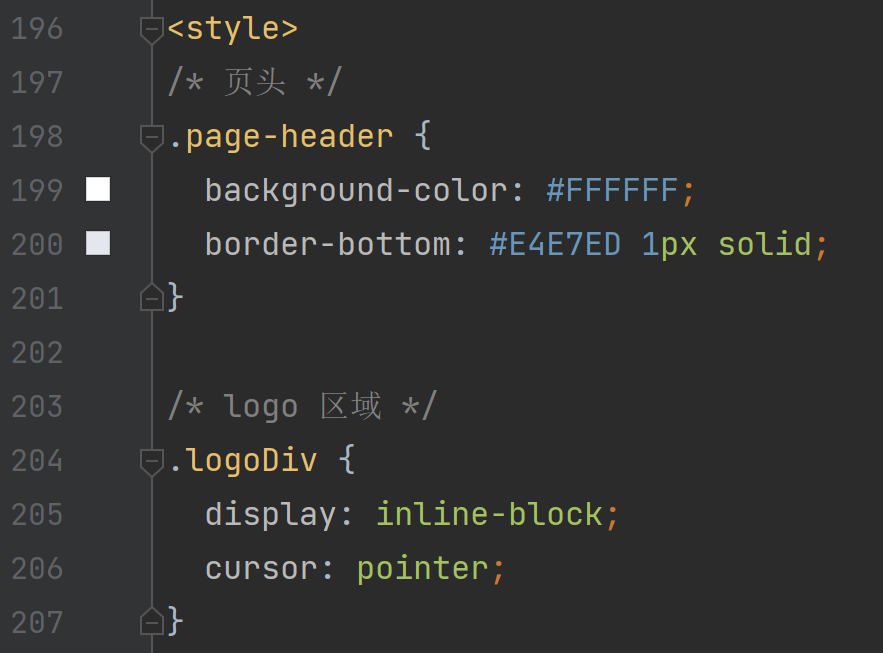 196 <style>
197 /* 页头 */
198 .page-header {
199   background-color: #FFFFFF;
200   border-bottom: #E4E7ED 1px solid;
201 }
202
203 /* logo 区域 */
204 .logoDiv {
205   display: inline-block;
206   cursor: pointer;
207 }